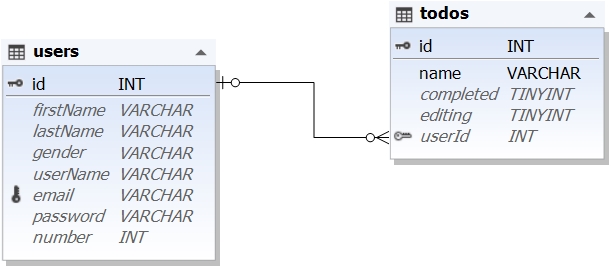 users
id INT
firstName VARCHAR
lastName VARCHAR
gender VARCHAR
userName VARCHAR
email VARCHAR
password VARCHAR
number INT
todos
id INT
name VARCHAR
completed TINYINT
editing TINYINT
userId INT